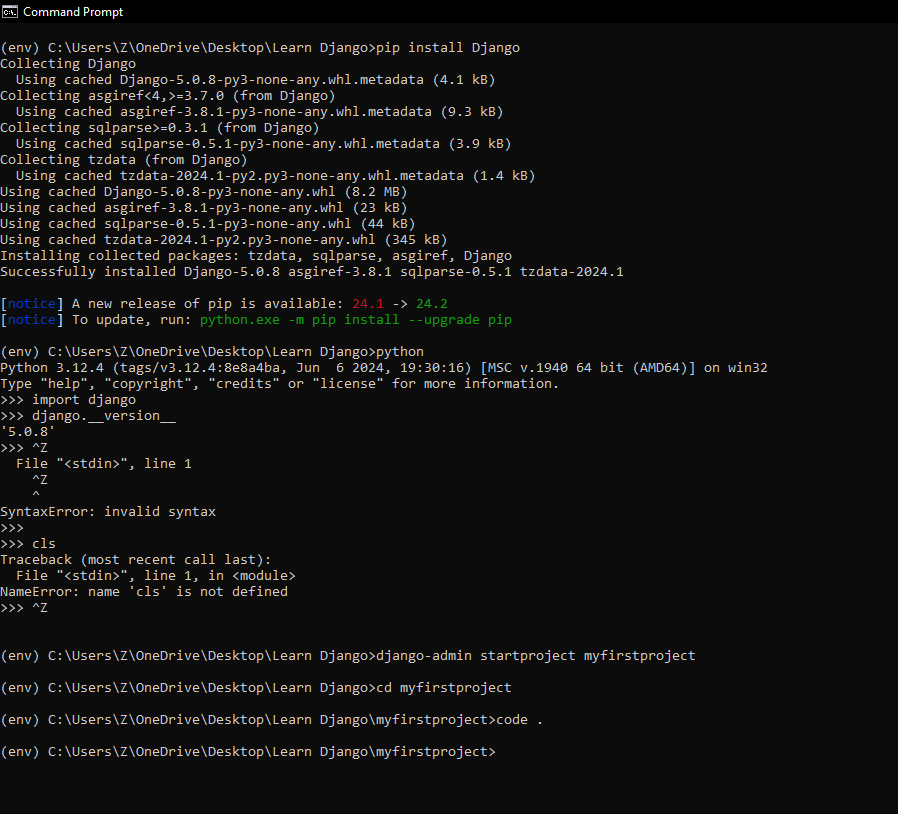 Command Prompt
(env) C:\Users\Z\OneDrive\Desktop\Learn Django>pip install Django
Collecting Django
  Using cached Django-5.0.8-py3-none-any.whl.metadata (4.1 kB)
Collecting asgiref<4,>=3.7.0 (from Django)
  Using cached asgiref-3.8.1-py3-none-any.whl.metadata (9.3 kB)
Collecting sqlparse>=0.3.1 (from Django)
  Using cached sqlparse-0.5.1-py3-none-any.whl.metadata (3.9 kB)
Collecting tzdata (from Django)
  Using cached tzdata-2024.1-py2.py3-none-any.whl.metadata (1.4 kB)
Using cached Django-5.0.8-py3-none-any.whl (8.2 MB)
Using cached asgiref-3.8.1-py3-none-any.whl (23 kB)
Using cached sqlparse-0.5.1-py3-none-any.whl (44 kB)
Using cached tzdata-2024.1-py2.py3-none-any.whl (345 kB)
Installing collected packages: tzdata, sqlparse, asgiref, Django
Successfully installed Django-5.0.8 asgiref-3.8.1 sqlparse-0.5.1 tzdata-2024.1
[notice] A new release of pip is available: 24.1 -> 24.2
[notice] To update, run: python.exe -m pip install --upgrade pip
(env) C:\Users\Z\OneDrive\Desktop\Learn Django>python
Python 3.12.4 (tags/v3.12.4:8e8a4ba, Jun  6 2024, 19:30:16) [MSC v.1940 64 bit (AMD64)] on win32
Type "help", "copyright", "credits" or "license" for more information.
>>> import django
>>> django.__version__
'5.0.8'
>>> ^Z
  File "<stdin>", line 1
    ^Z
    ^
SyntaxError: invalid syntax
>>>
>>> cls
Traceback (most recent call last):
  File "<stdin>", line 1, in <module>
NameError: name 'cls' is not defined
>>> ^Z
(env) C:\Users\Z\OneDrive\Desktop\Learn Django>django-admin startproject myfirstproject
(env) C:\Users\Z\OneDrive\Desktop\Learn Django>cd myfirstproject
(env) C:\Users\Z\OneDrive\Desktop\Learn Django\myfirstproject>code .
(env) C:\Users\Z\OneDrive\Desktop\Learn Django\myfirstproject>